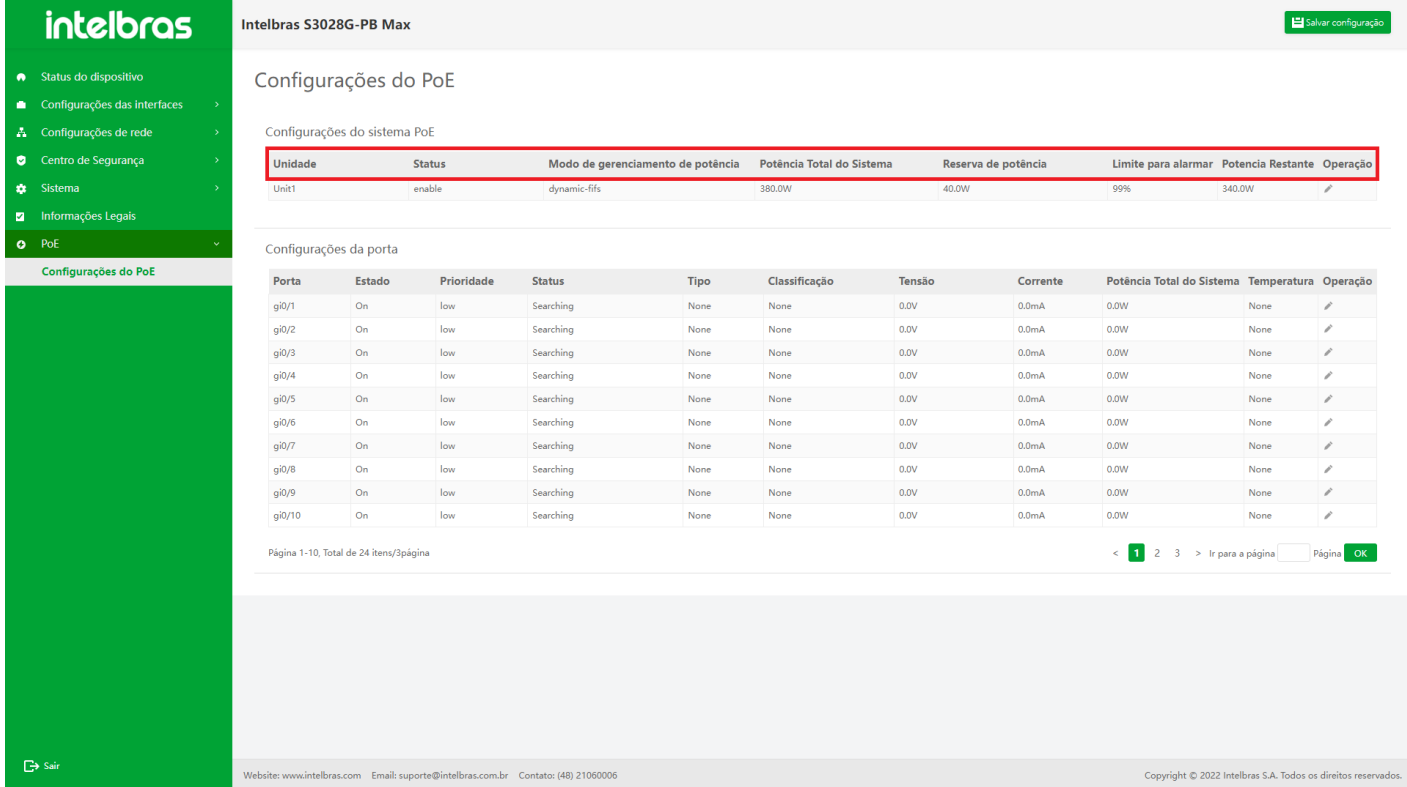 intelbras
Intelbras S3028G-PB Max
Salvar configuração
Status do dispositivo
Configurações das interfaces
Configurações de rede
Centro de Segurança
Sistema
Informações Legais
PoE
Configurações do PoE
Sair
Configurações do PoE
Configurações do sistema PoE
Unidade Status Modo de gerenciamento de potência Potência Total do Sistema Reserva de potência Limite para alarmar Potencia Restante Operação
Unit1 enable dynamic-fifs 380.0W 40.0W 99% 340.0W
Configurações da porta
Porta Estado Prioridade Status Tipo Classificação Tensão Corrente Potência Total do Sistema Temperatura Operação
gi0/1 On low Searching None None 0.0V 0.0mA 0.0W None
gi0/2 On low Searching None None 0.0V 0.0mA 0.0W None
gi0/3 On low Searching None None 0.0V 0.0mA 0.0W None
gi0/4 On low Searching None None 0.0V 0.0mA 0.0W None
gi0/5 On low Searching None None 0.0V 0.0mA 0.0W None
gi0/6 On low Searching None None 0.0V 0.0mA 0.0W None
gi0/7 On low Searching None None 0.0V 0.0mA 0.0W None
gi0/8 On low Searching None None 0.0V 0.0mA 0.0W None
gi0/9 On low Searching None None 0.0V 0.0mA 0.0W None
gi0/10 On low Searching None None 0.0V 0.0mA 0.0W None
Página 1-10, Total de 24 itens/3página < 1 2 3 > Ir para a página Página OK
Website: www.intelbras.com Email: suporte@intelbras.com.br Contato: (48) 21060006 Copyright © 2022 Intelbras S.A. Todos os direitos reservados.